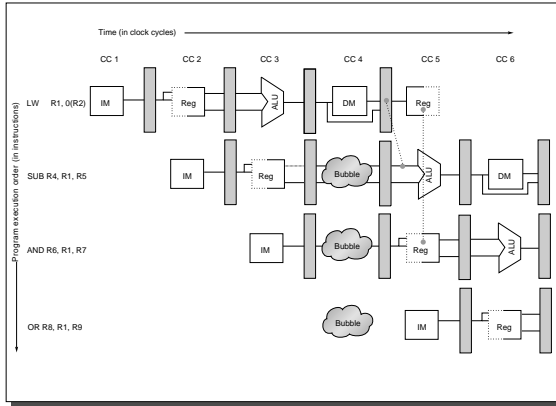 Time (in clock cycles)
CC 1 CC 2 CC 3 CC 4 CC 5 CC 6
Program execution order (in instructions)
LW R1, 0(R2) IM Reg ALU DM Reg
SUB R4, R1, R5 IM Reg Bubble ALU DM
AND R6, R1, R7 IM Bubble Reg ALU
OR R8, R1, R9 Bubble IM Reg